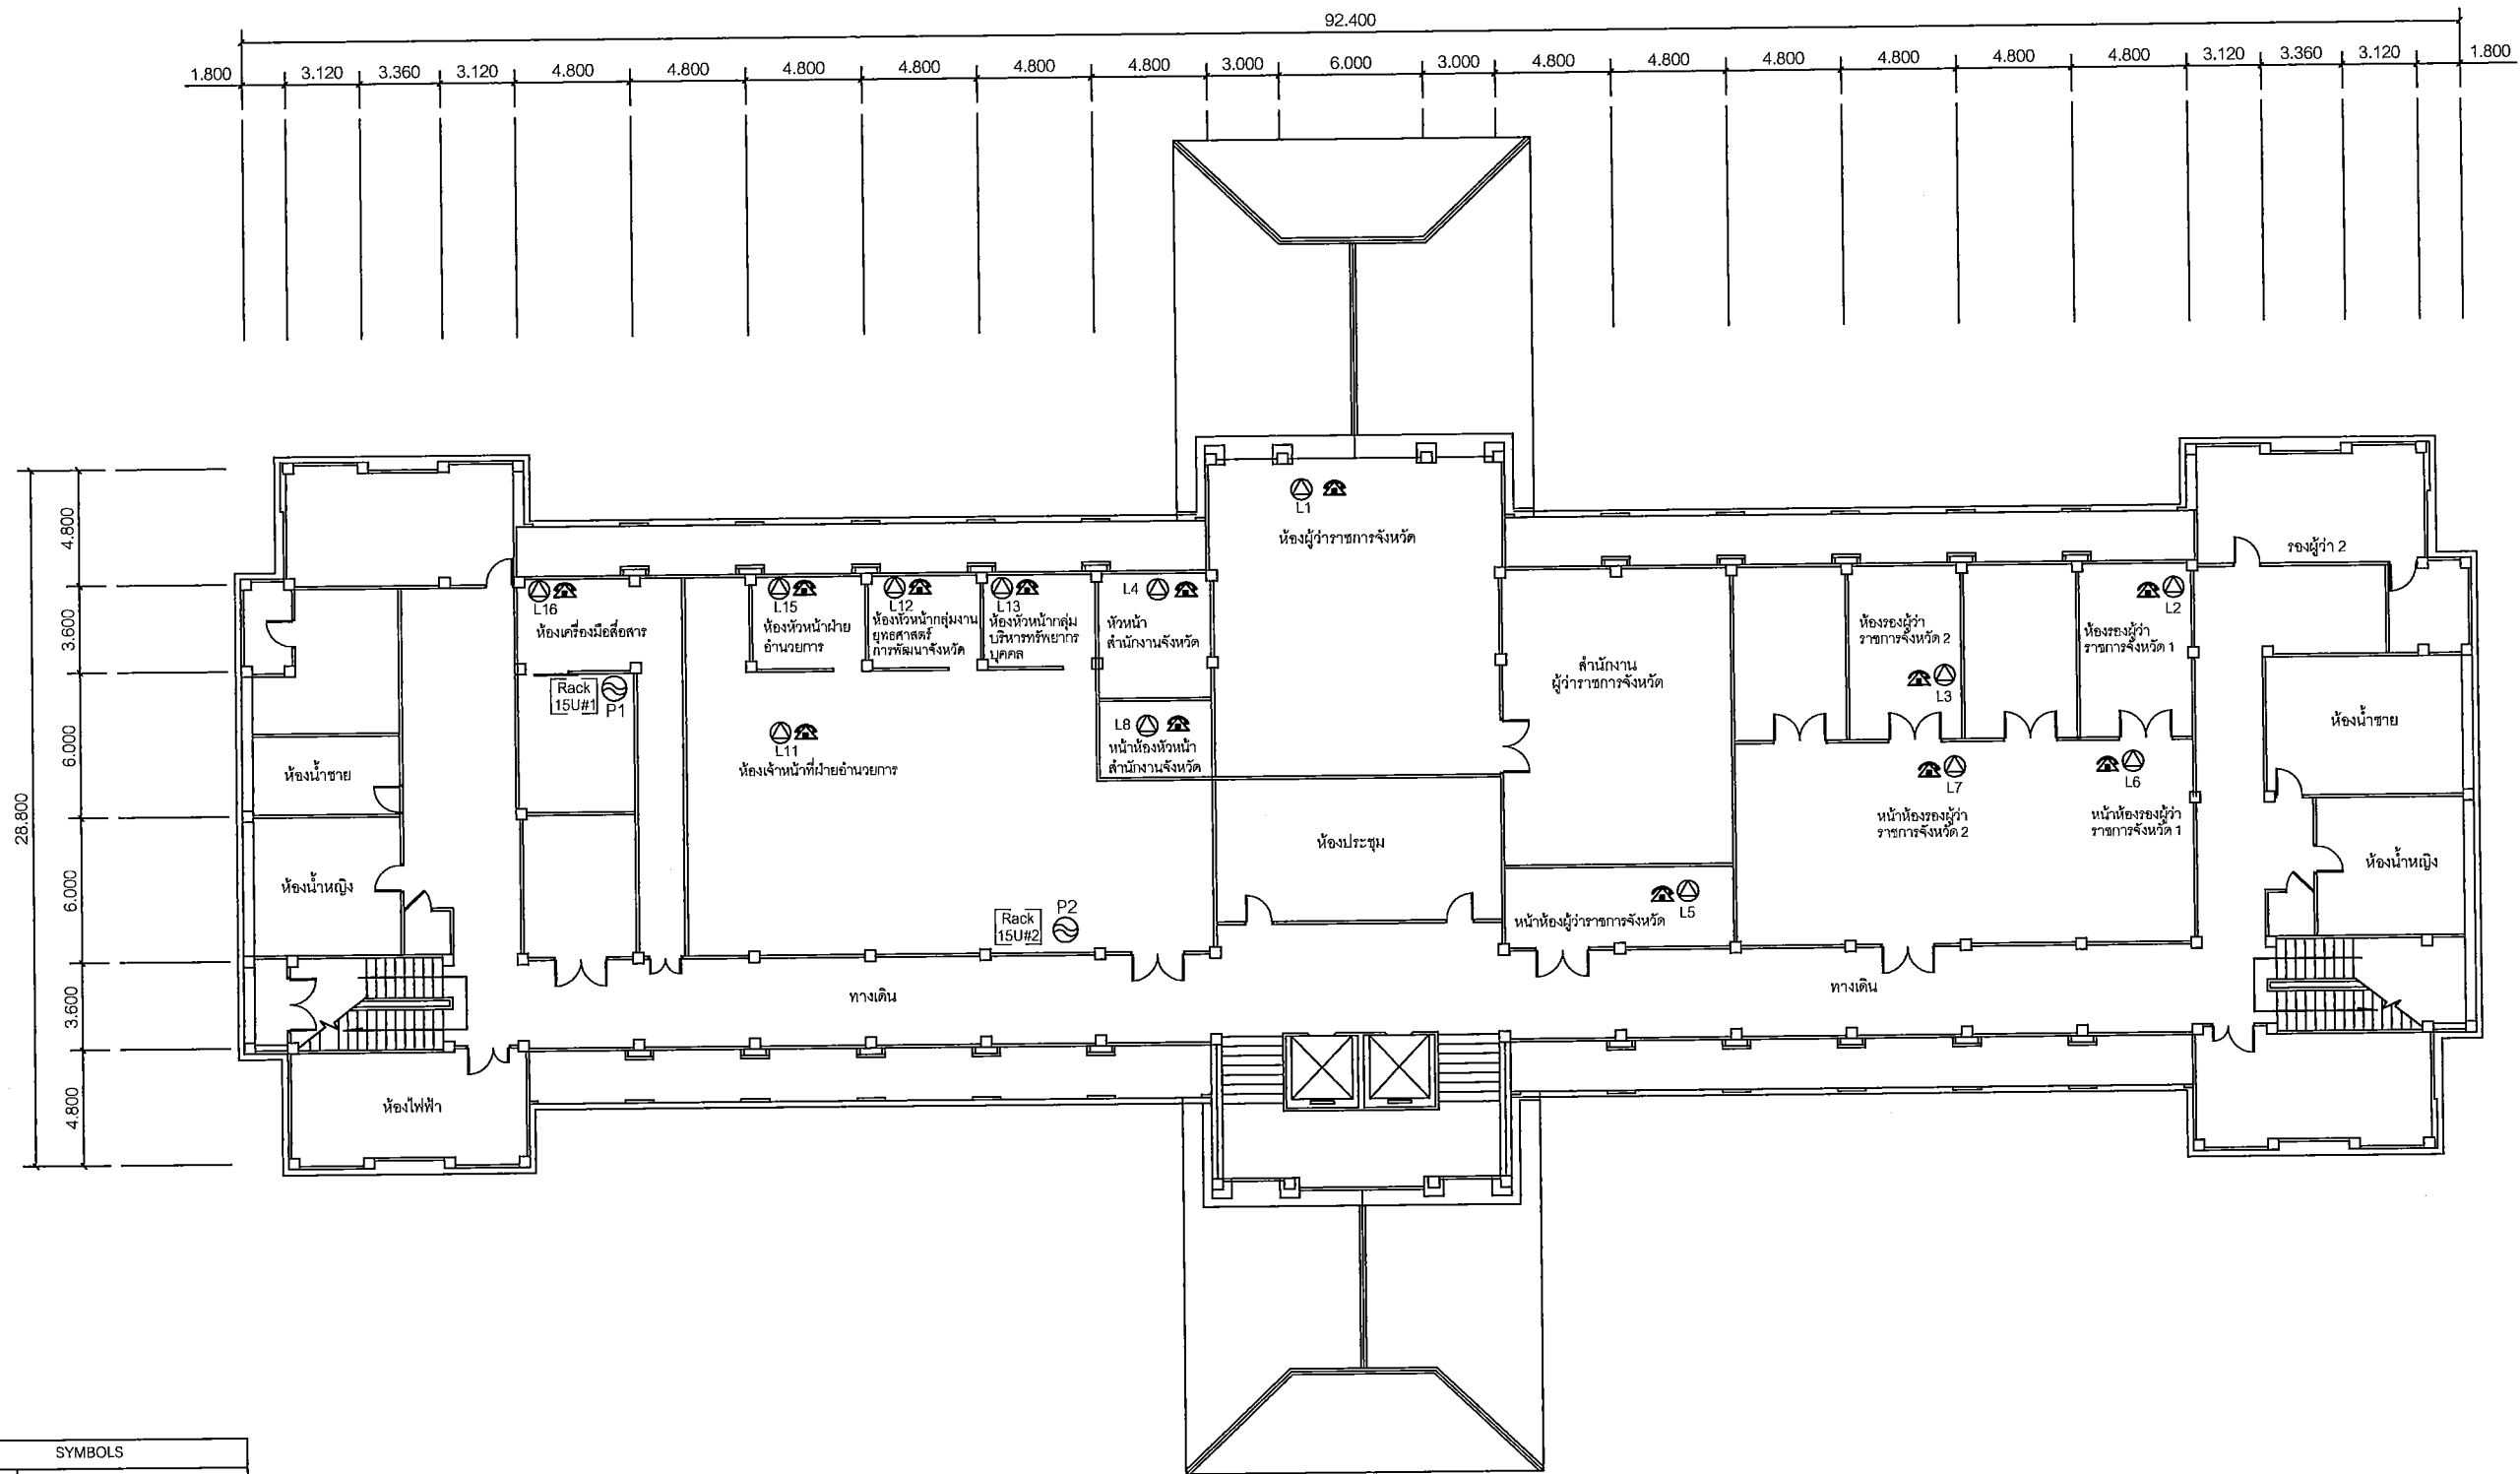 92.400
1.800 3.120 3.360 3.120 4.800 4.800 4.800 4.800 4.800 4.800 3.000 6.000 3.000 4.800 4.800 4.800 4.800 4.800 4.800 3.120 3.360 3.120 1.800
28.800
4.800
3.600
6.000
6.000
3.600
4.800
L1
ห้องผู้ว่าราชการจังหวัด
รองผู้ว่า 2
L16
ห้องเครื่องมือสื่อสาร
Rack
15U#1
P1
L15
ห้องหัวหน้าฝ่าย
อำนวยการ
L12
ห้องหัวหน้ากลุ่มงาน
ยุทธศาสตร์
การพัฒนาจังหวัด
L13
ห้องหัวหน้ากลุ่ม
บริหารทรัพยากร
บุคคล
L4
หัวหน้า
สำนักงานจังหวัด
L8
หน้าห้องหัวหน้า
สำนักงานจังหวัด
L11
ห้องเจ้าหน้าที่ฝ่ายอำนวยการ
สำนักงาน
ผู้ว่าราชการจังหวัด
ห้องรองผู้ว่า
ราชการจังหวัด 2
L3
L2
ห้องรองผู้ว่า
ราชการจังหวัด 1
L7
หน้าห้องรองผู้ว่า
ราชการจังหวัด 2
L6
หน้าห้องรองผู้ว่า
ราชการจังหวัด 1
ห้องน้ำชาย
ห้องน้ำหญิง
ห้องน้ำชาย
ห้องน้ำหญิง
ห้องประชุม
Rack
15U#2
P2
L5
หน้าห้องผู้ว่าราชการจังหวัด
ทางเดิน
ทางเดิน
ห้องไฟฟ้า
SYMBOLS